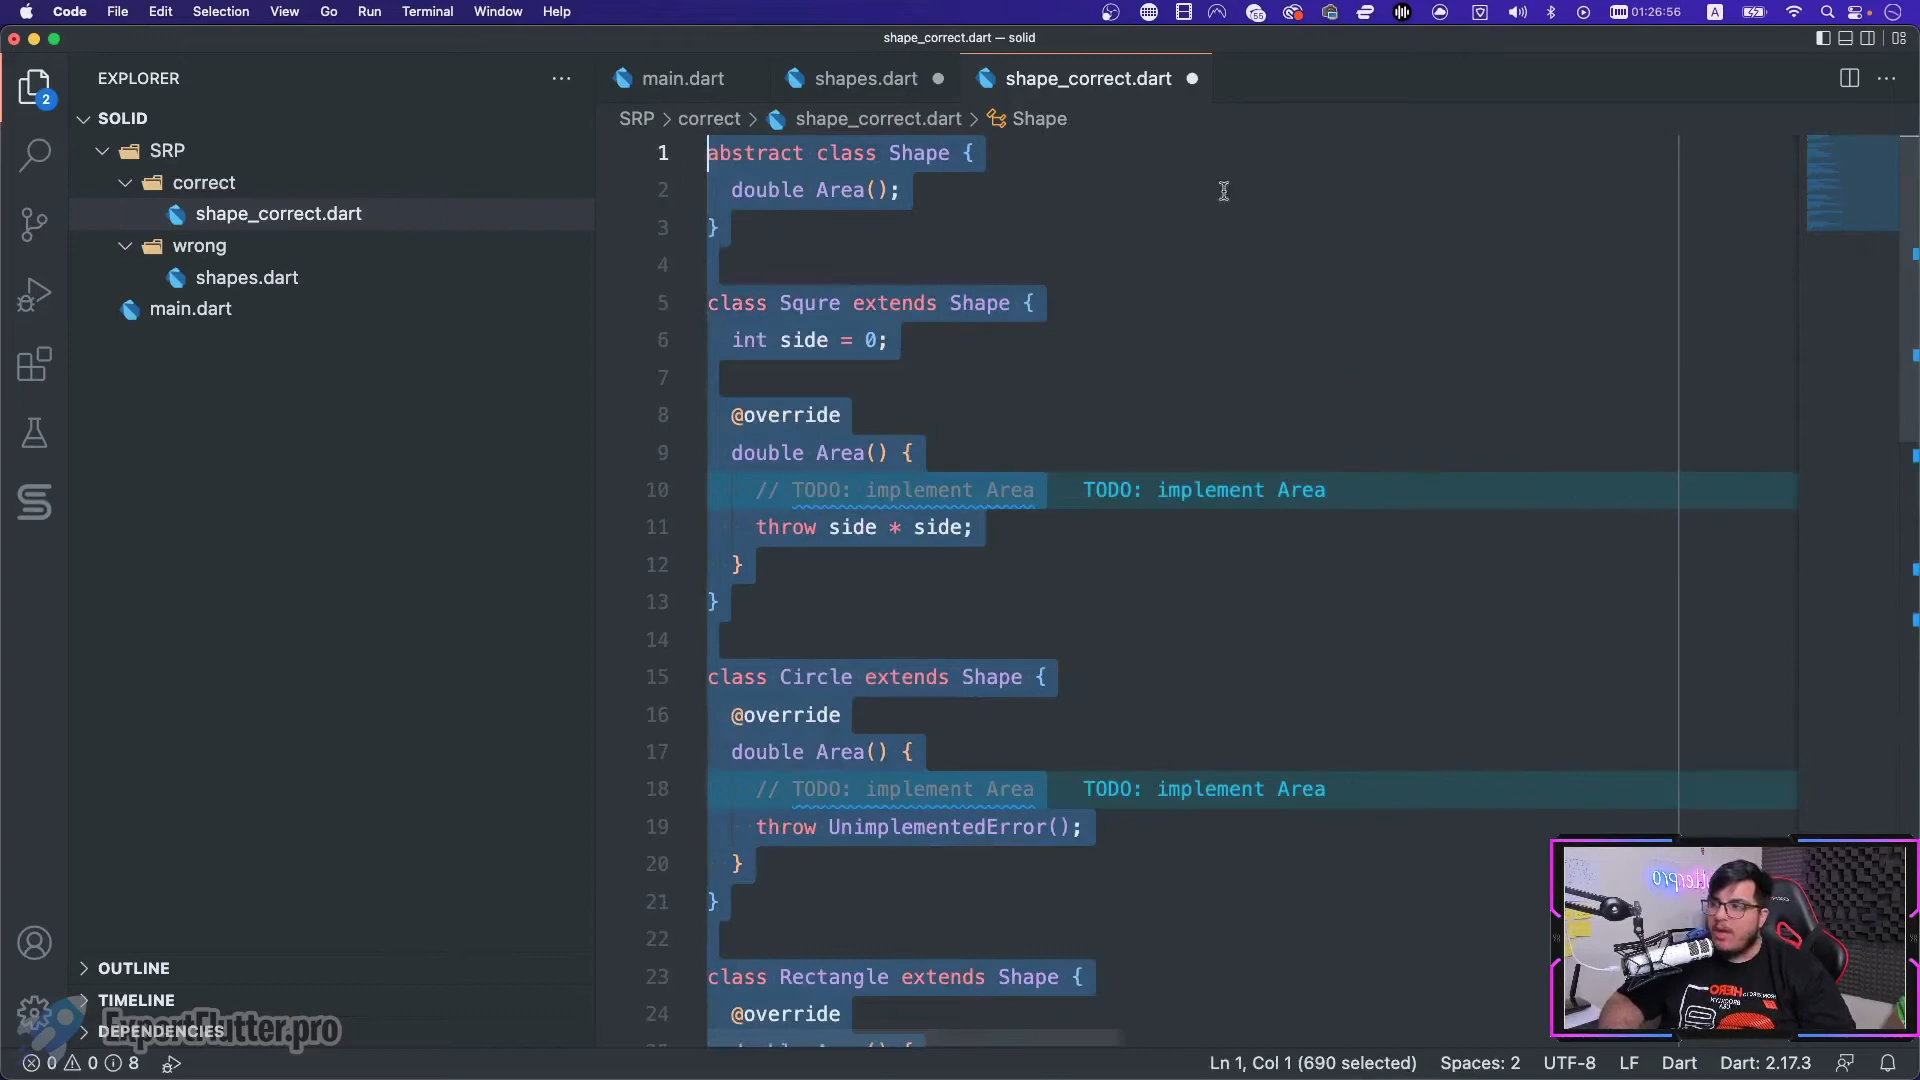 Code File Edit Selection View Go Run Terminal Window Help
55 01:26:56 A
shape_correct.dart — solid
EXPLORER
main.dart shapes.dart shape_correct.dart
2
SOLID
SRP > correct > shape_correct.dart > Shape
SRP
correct
shape_correct.dart
wrong
shapes.dart
main.dart
1 abstract class Shape {
2 double Area();
3 }
4
5 class Squre extends Shape {
6 int side = 0;
7
8 @override
9 double Area() {
10 // TODO: implement Area TODO: implement Area
11 throw side * side;
12 }
13 }
14
15 class Circle extends Shape {
16 @override
17 double Area() {
18 // TODO: implement Area TODO: implement Area
19 throw UnimplementedError();
20 }
21 }
22
23 class Rectangle extends Shape {
24 @override
OUTLINE
TIMELINE
DEPENDENCIES
ExpertFlutter.pro
HERO
0 0 8
Ln 1, Col 1 (690 selected) Spaces: 2 UTF-8 LF Dart Dart: 2.17.3